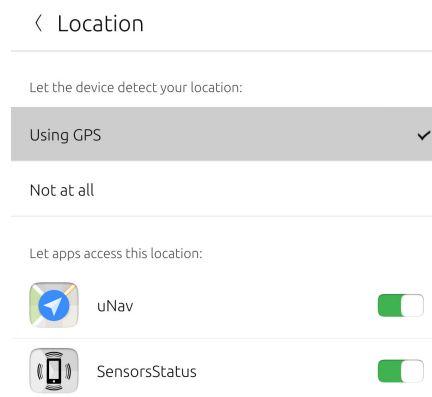 Location
Let the device detect your location:
Using GPS
Not at all
Let apps access this location:
uNav
SensorsStatus